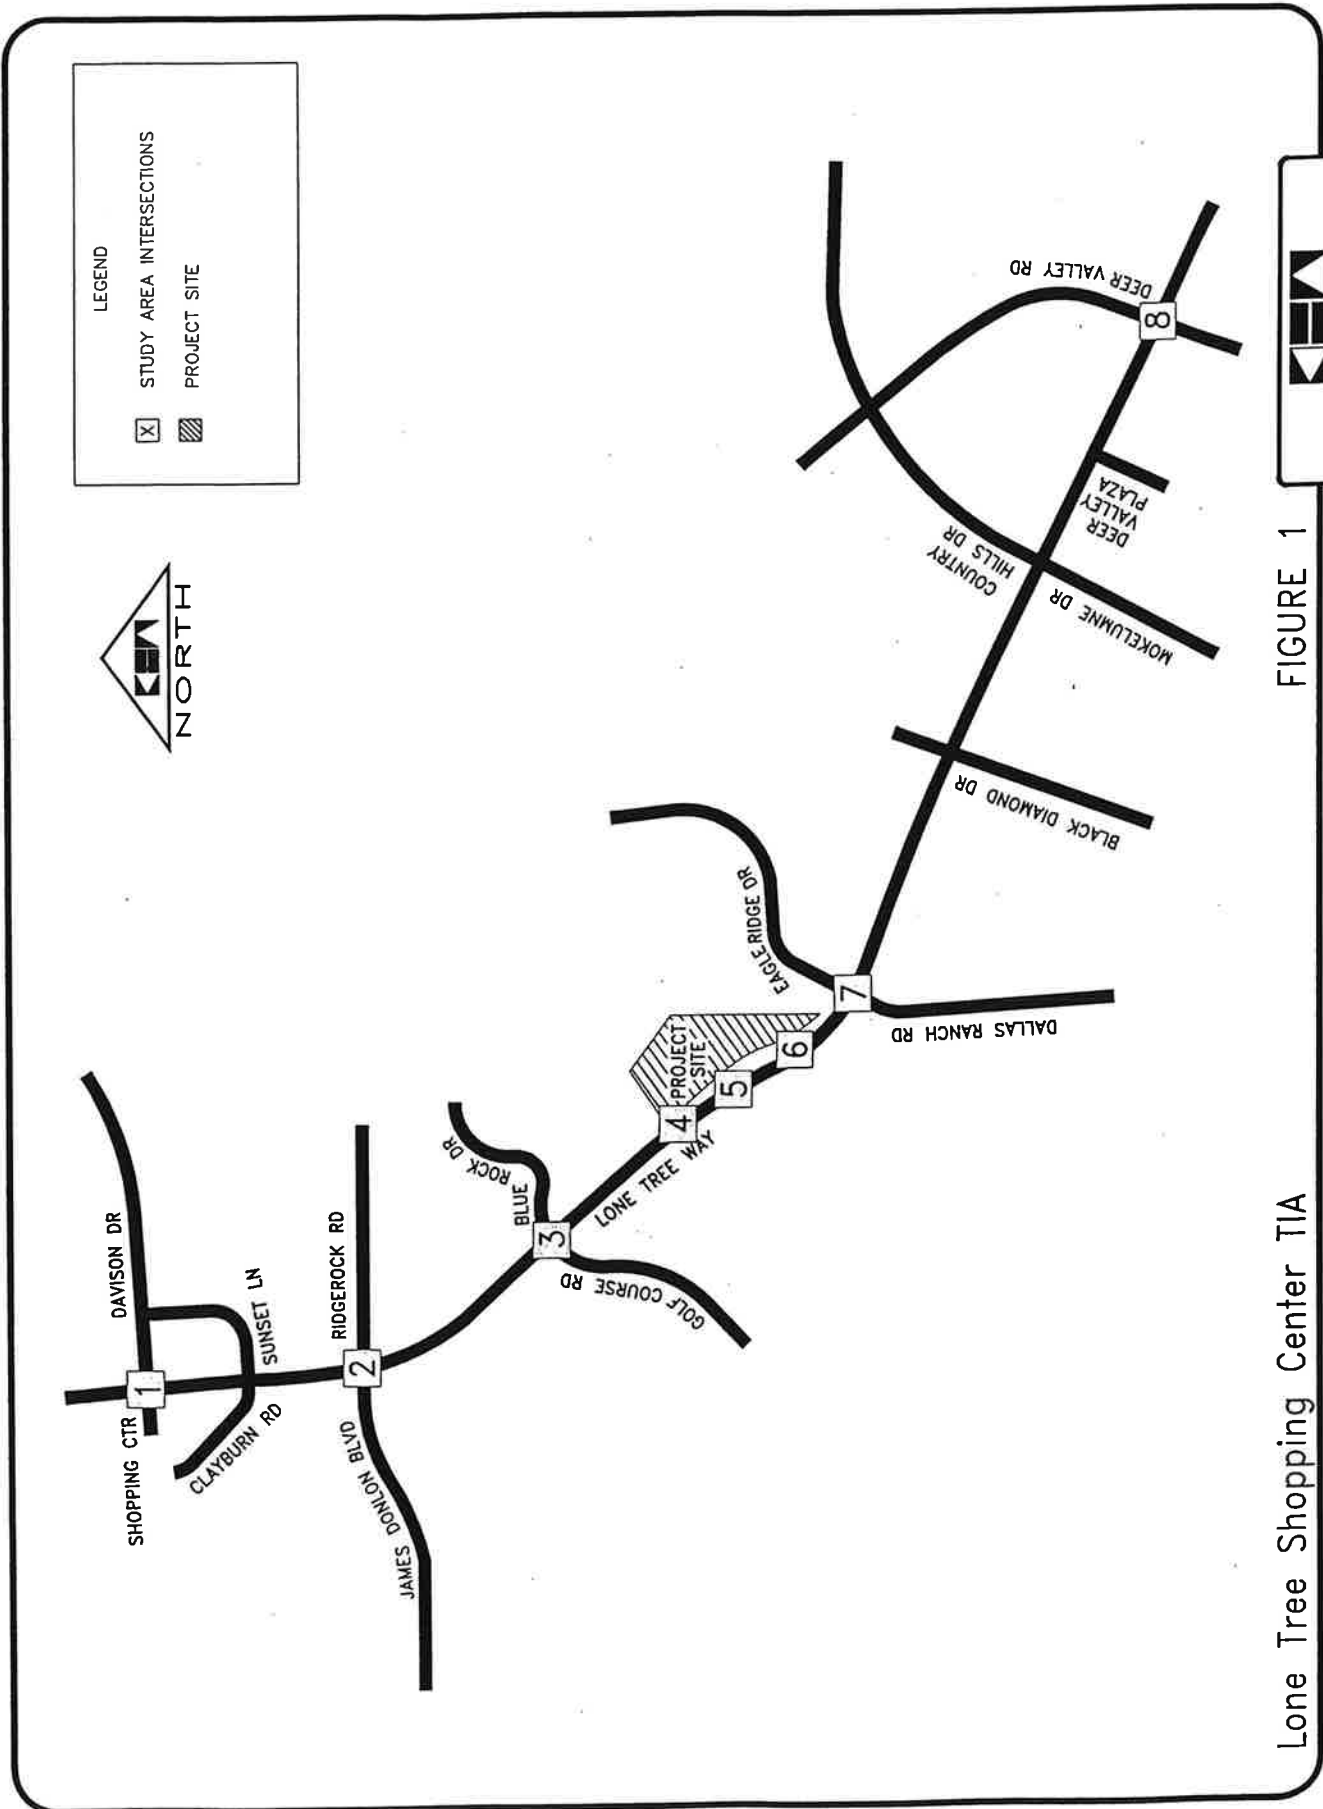 LEGEND
X STUDY AREA INTERSECTIONS
PROJECT SITE
NORTH
DAVISON DR
SHOPPING CTR
1
SUNSET LN
CLAYBURN RD
RIDGEROCK RD
2
JAMES DONLON BLVD
BLUE
ROCK DR
3
GOLF COURSE RD
LONE TREE WAY
PROJECT
SITE
4
5
6
EAGLERIDGE DR
7
DALLAS RANCH RD
BLACK DIAMOND DR
COUNTRY
HILLS DR
MOKELUMNE DR
DEER
VALLEY
PLAZA
DEER VALLEY RD
8
Lone Tree Shopping Center TIA
FIGURE 1